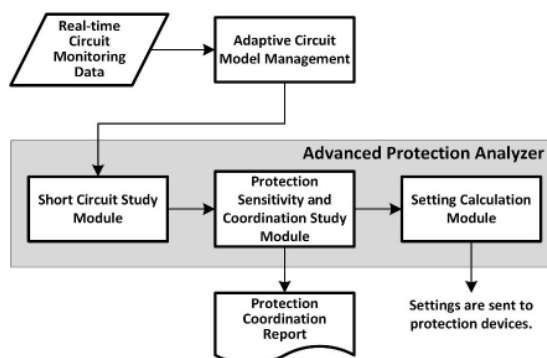 Real-time
Circuit
Monitoring
Data
Adaptive Circuit
Model Management
Advanced Protection Analyzer
Short Circuit Study
Module
Protection
Sensitivity and
Coordination Study
Module
Setting Calculation
Module
Protection
Coordination
Report
Settings are sent to
protection devices.